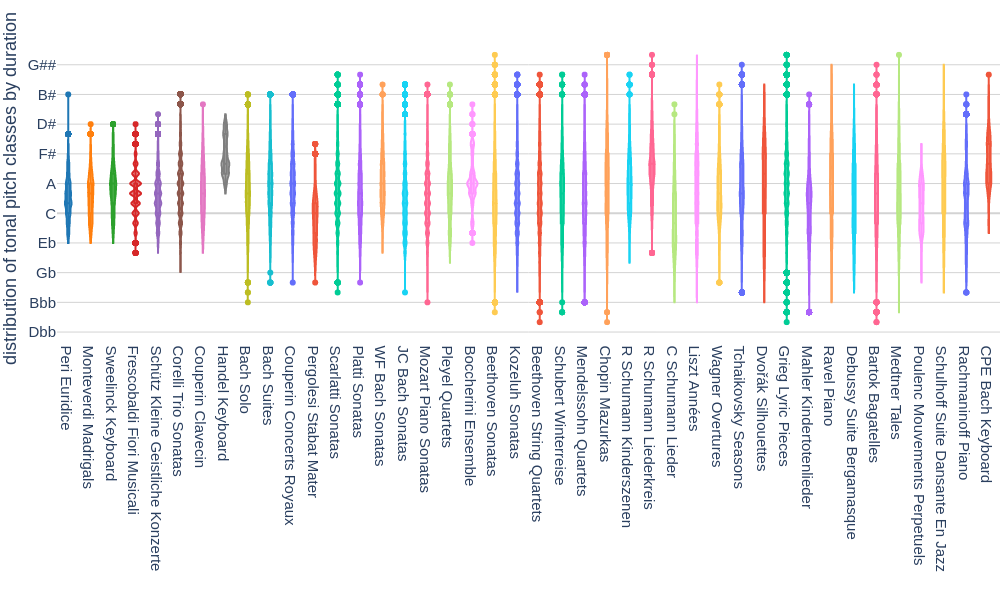 distribution of tonal pitch classes by duration
G##
B#
D#
F#
A
C
Eb
Gb
Bbb
Dbb
Peri Euridice
Monteverdi Madrigals
Sweelinck Keyboard
Frescobaldi Fiori Musicali
Schütz Kleine Geistliche Konzerte
Corelli Trio Sonatas
Couperin Clavecin
Handel Keyboard
Bach Solo
Bach Suites
Couperin Concerts Royaux
Pergolesi Stabat Mater
Scarlatti Sonatas
Platti Sonatas
WF Bach Sonatas
JC Bach Sonatas
Mozart Piano Sonatas
Pleyel Quartets
Boccherini Ensemble
Beethoven Sonatas
Kozeluh Sonatas
Beethoven String Quartets
Schubert Winterreise
Mendelssohn Quartets
Chopin Mazurkas
R Schumann Kinderszenen
R Schumann Liederkreis
C Schumann Lieder
Liszt Années
Wagner Overtures
Tchaikovsky Seasons
Dvořák Silhouettes
Grieg Lyric Pieces
Mahler Kindertotenlieder
Ravel Piano
Debussy Suite Bergamasque
Bartok Bagatelles
Medtner Tales
Poulenc Mouvements Perpetuels
Schulhoff Suite Dansante En Jazz
Rachmaninoff Piano
CPE Bach Keyboard